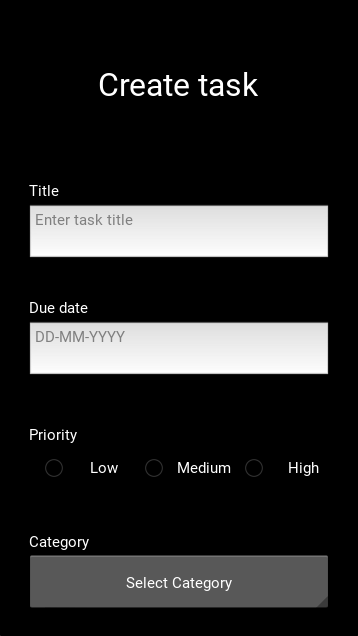 Create task
Title
Enter task title
Due date
DD-MM-YYYY
Priority
Low Medium High
Category
Select Category